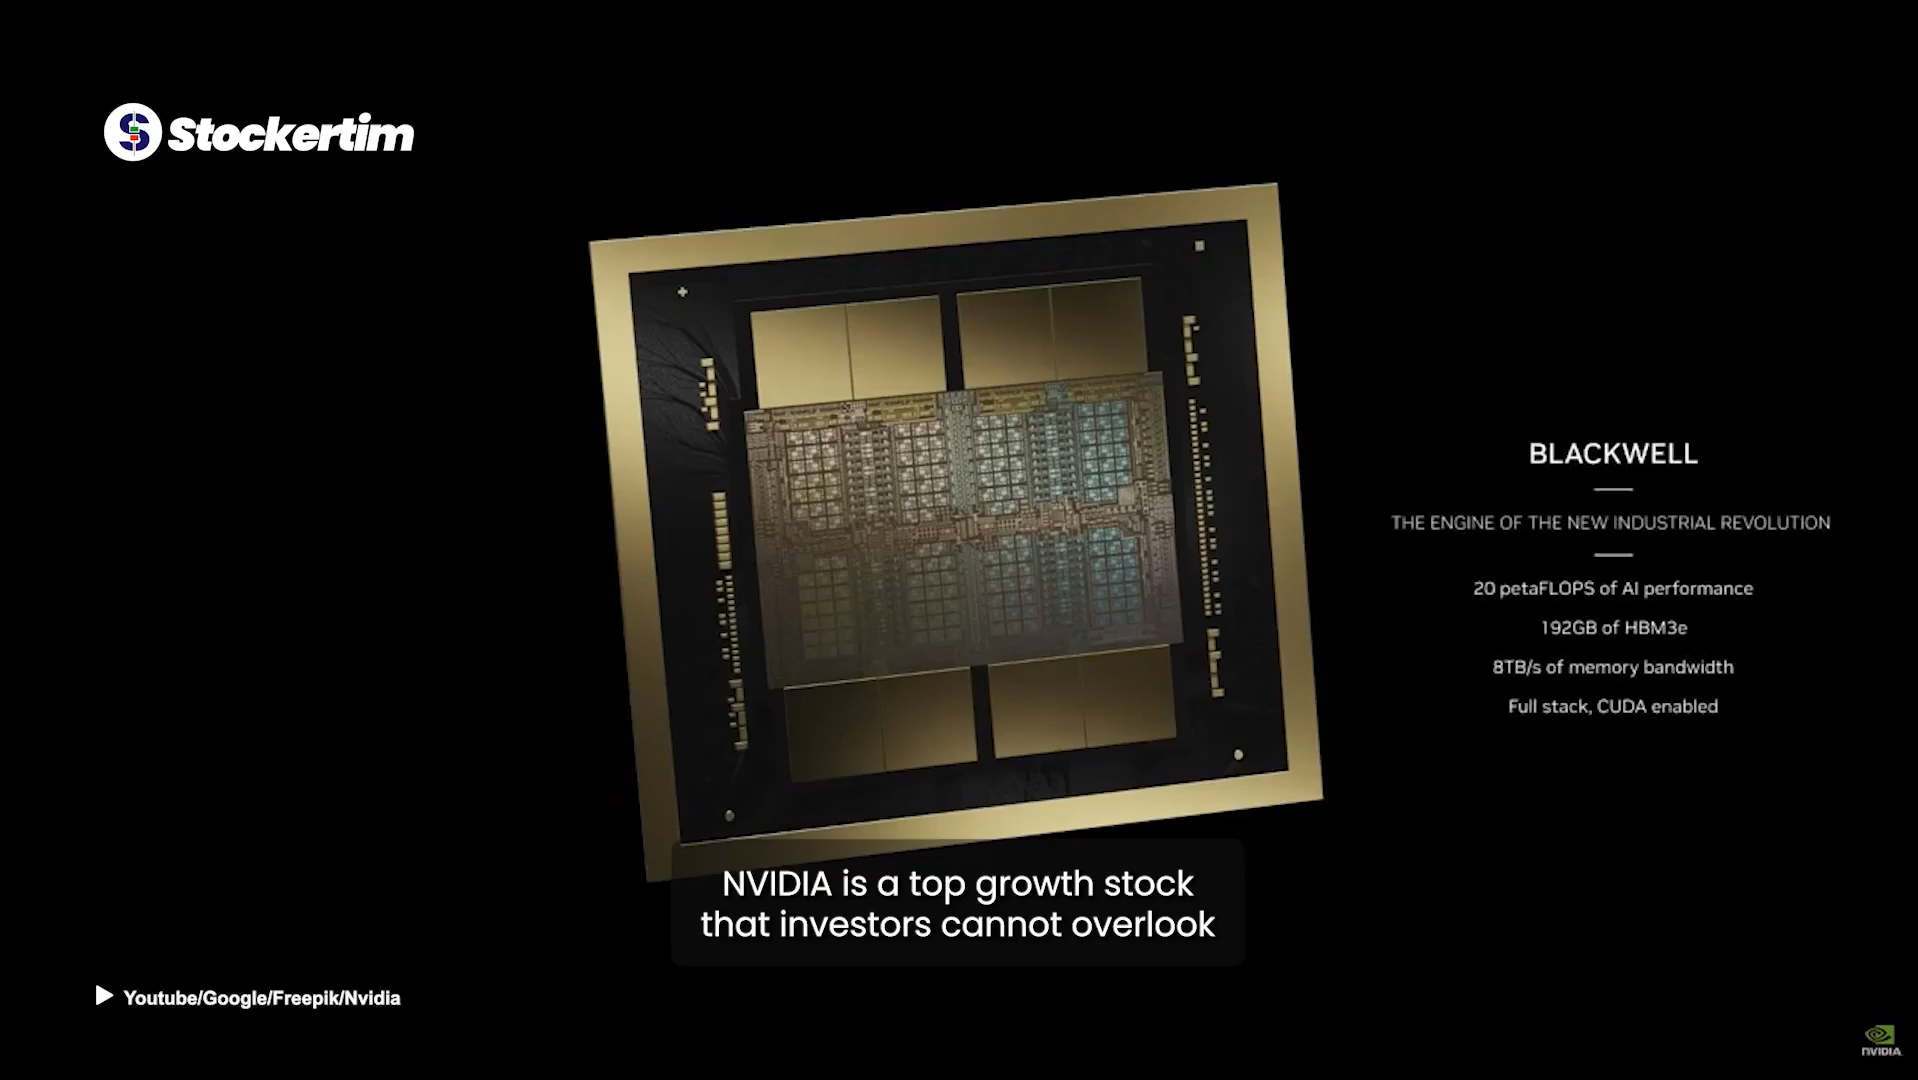 Stockertim
BLACKWELL
THE ENGINE OF THE NEW INDUSTRIAL REVOLUTION
20 petaFLOPS of AI performance
192GB of HBM3e
8TB/s of memory bandwidth
Full stack, CUDA enabled
NVIDIA is a top growth stock
that investors cannot overlook
Youtube/Google/Freepik/Nvidia
NVIDIA